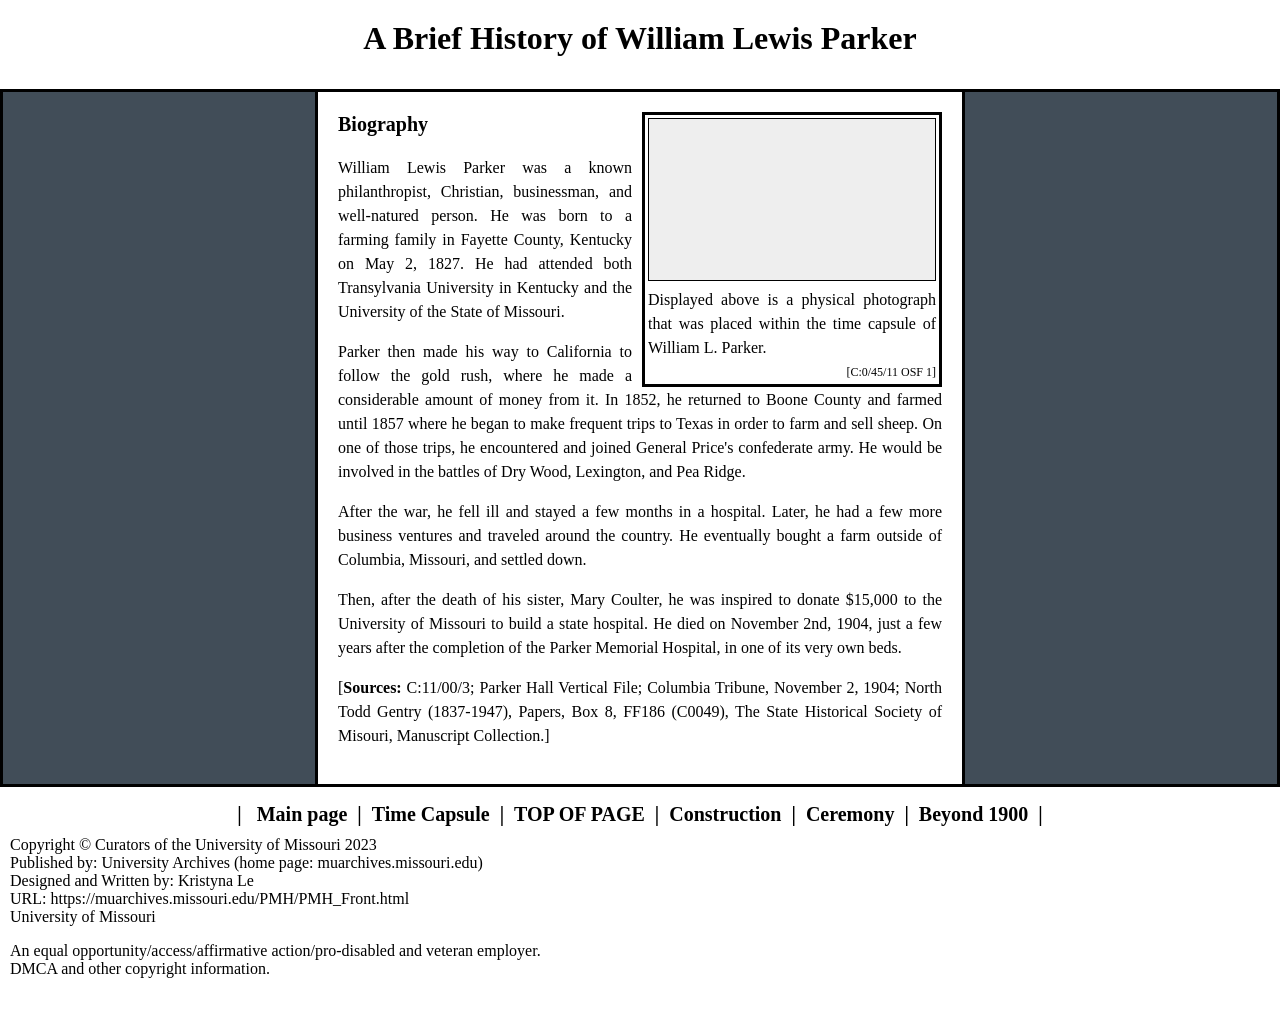 A Brief History of William Lewis Parker
Biography
William Lewis Parker was a known
philanthropist, Christian, businessman, and
well-natured person. He was born to a
farming family in Fayette County, Kentucky
on May 2, 1827. He had attended both
Transylvania University in Kentucky and the
University of the State of Missouri.
Displayed above is a physical photograph
that was placed within the time capsule of
William L. Parker.
[C:0/45/11 OSF 1]
Parker then made his way to California to
follow the gold rush, where he made a
considerable amount of money from it. In 1852, he returned to Boone County and farmed
until 1857 where he began to make frequent trips to Texas in order to farm and sell sheep. On
one of those trips, he encountered and joined General Price's confederate army. He would be
involved in the battles of Dry Wood, Lexington, and Pea Ridge.
After the war, he fell ill and stayed a few months in a hospital. Later, he had a few more
business ventures and traveled around the country. He eventually bought a farm outside of
Columbia, Missouri, and settled down.
Then, after the death of his sister, Mary Coulter, he was inspired to donate $15,000 to the
University of Missouri to build a state hospital. He died on November 2nd, 1904, just a few
years after the completion of the Parker Memorial Hospital, in one of its very own beds.
[Sources: C:11/00/3; Parker Hall Vertical File; Columbia Tribune, November 2, 1904; North
Todd Gentry (1837-1947), Papers, Box 8, FF186 (C0049), The State Historical Society of
Misouri, Manuscript Collection.]
| Main page | Time Capsule | TOP OF PAGE | Construction | Ceremony | Beyond 1900 |
Copyright © Curators of the University of Missouri 2023
Published by: University Archives (home page: muarchives.missouri.edu)
Designed and Written by: Kristyna Le
URL: https://muarchives.missouri.edu/PMH/PMH_Front.html
University of Missouri
An equal opportunity/access/affirmative action/pro-disabled and veteran employer.
DMCA and other copyright information.